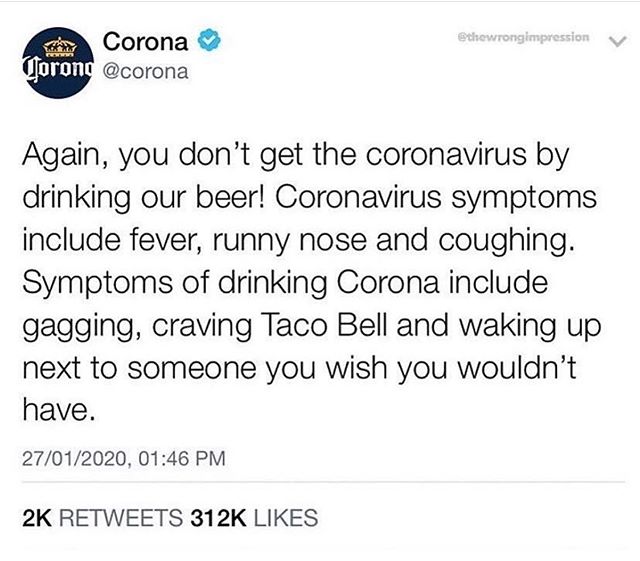 Corona
@thewrongimpression
Corona
@corona
Again, you don't get the coronavirus by
drinking our beer! Coronavirus symptoms
include fever, runny nose and coughing.
Symptoms of drinking Corona include
gagging, craving Taco Bell and waking up
next to someone you wish you wouldn't
have.
27/01/2020, 01:46 PM
2K RETWEETS 312K LIKES